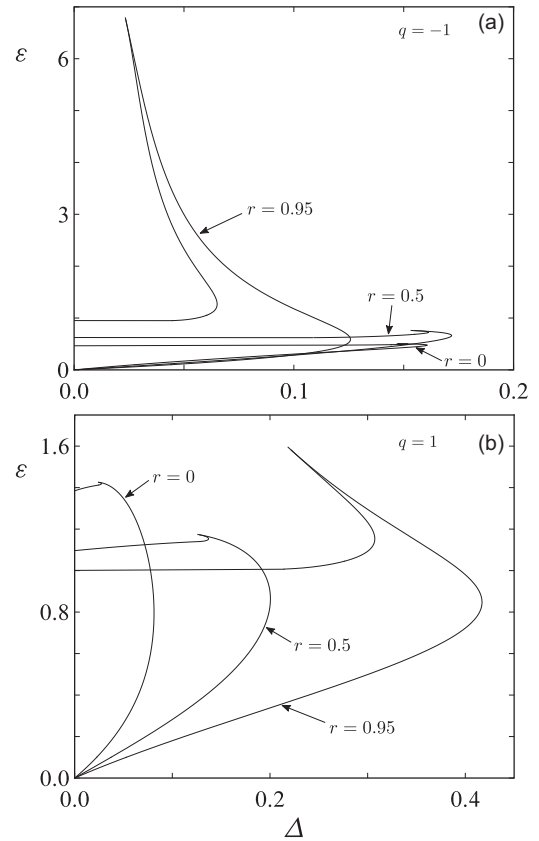 (a)
q = −1
ε
6
r = 0.95
3
r = 0.5
r = 0
0
0.0 0.1 0.2
(b)
q = 1
ε
1.6
r = 0
0.8
r = 0.5
r = 0.95
0.0
0.0 0.2 0.4
Δ